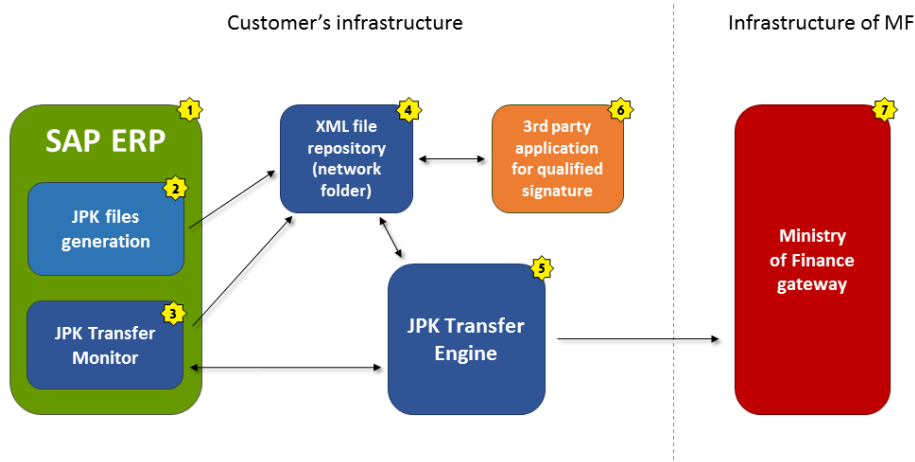 Customer’s infrastructure
Infrastructure of MF
1
SAP ERP
2
JPK files
generation
3
JPK Transfer
Monitor
4
XML file
repository
(network
folder)
6
3rd party
application
for qualified
signature
5
JPK Transfer
Engine
7
Ministry
of Finance
gateway